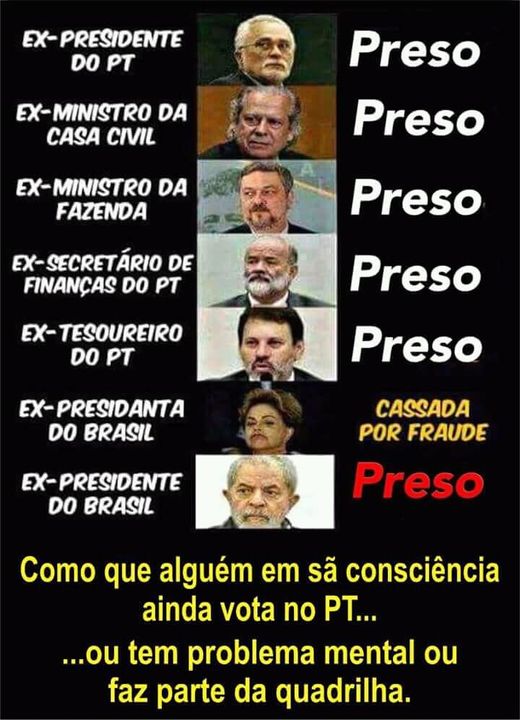 EX-PRESIDENTE
DO PT
Preso
EX-MINISTRO DA
CASA CIVIL
Preso
EX-MINISTRO DA
FAZENDA
Preso
EX-SECRETÁRIO DE
FINANÇAS DO PT
Preso
EX-TESOUREIRO
DO PT
Preso
EX-PRESIDANTA
DO BRASIL
CASSADA
POR FRAUDE
EX-PRESIDENTE
DO BRASIL
Preso
Como que alguém em sã consciência
ainda vota no PT...
...ou tem problema mental ou
faz parte da quadrilha.